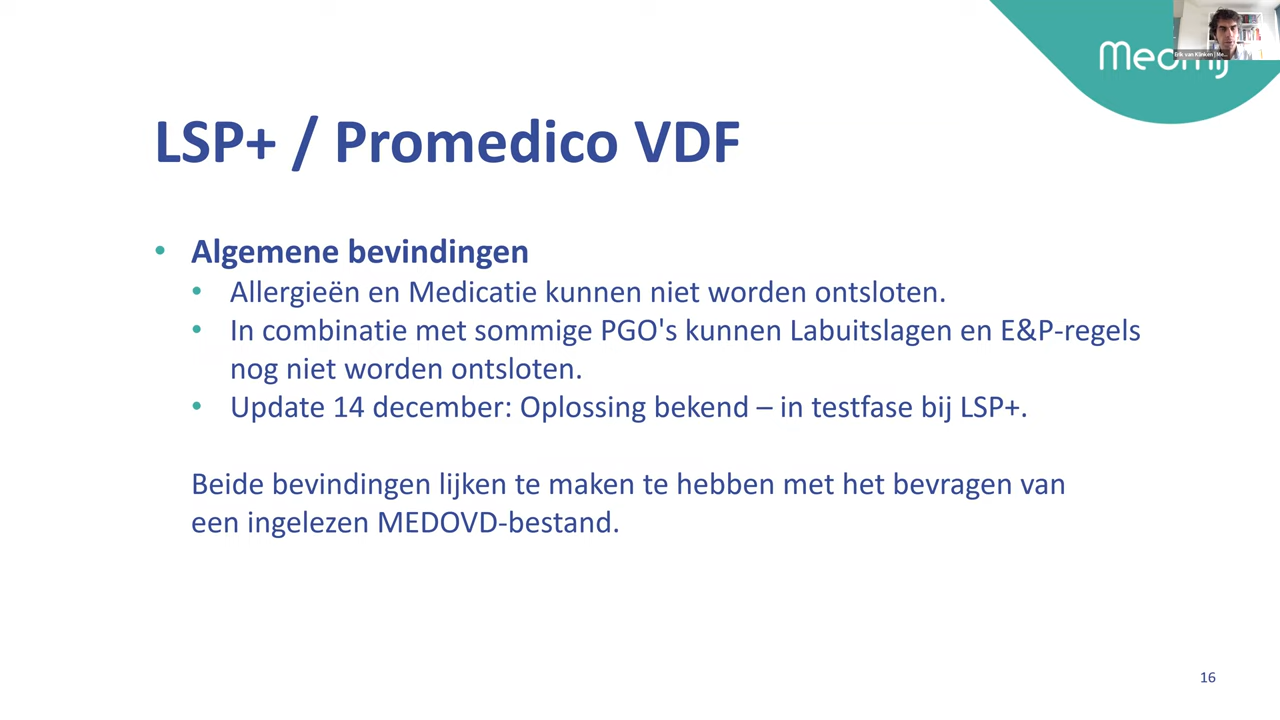 Medmij
LSP+ / Promedico VDF
• Algemene bevindingen
• Allergieën en Medicatie kunnen niet worden ontsloten.
• In combinatie met sommige PGO's kunnen Labuitslagen en E&P-regels
nog niet worden ontsloten.
• Update 14 december: Oplossing bekend – in testfase bij LSP+.
Beide bevindingen lijken te maken te hebben met het bevragen van
een ingelezen MEDOVD-bestand.
16